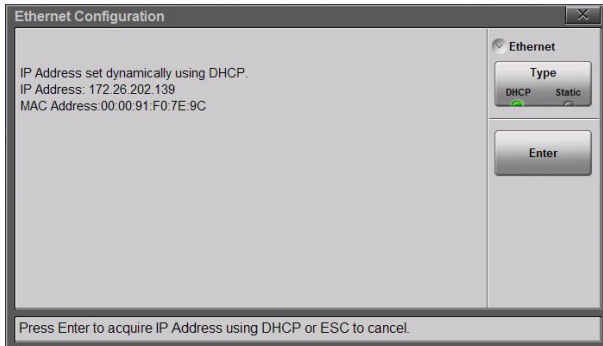 Ethernet Configuration
Ethernet
IP Address set dynamically using DHCP.
IP Address: 172.26.202.139
MAC Address:00:00:91:F0:7E:9C
Type
DHCP Static
Enter
Press Enter to acquire IP Address using DHCP or ESC to cancel.